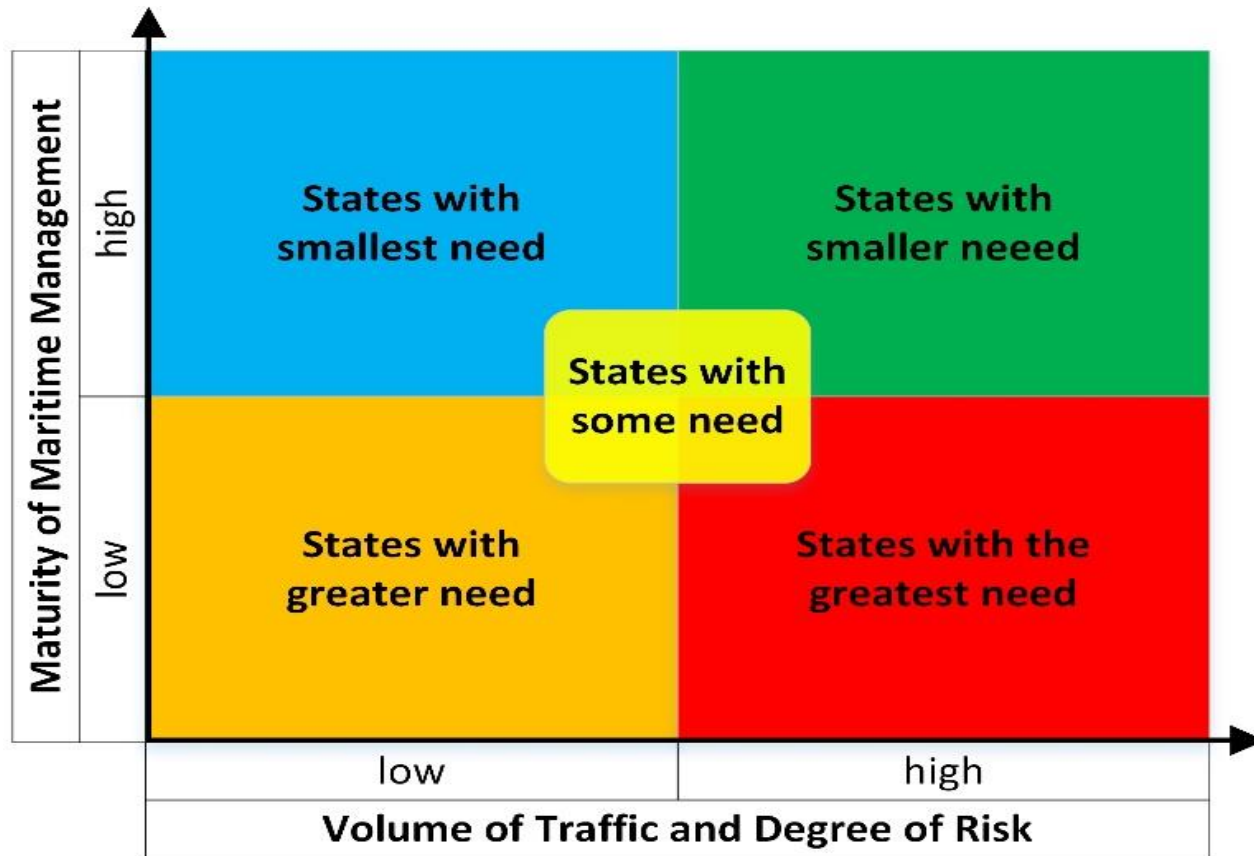 Maturity of Maritime Management
high
low
States with
smallest need
States with
smaller neeed
States with
some need
States with
greater need
States with the
greatest need
low
high
Volume of Traffic and Degree of Risk